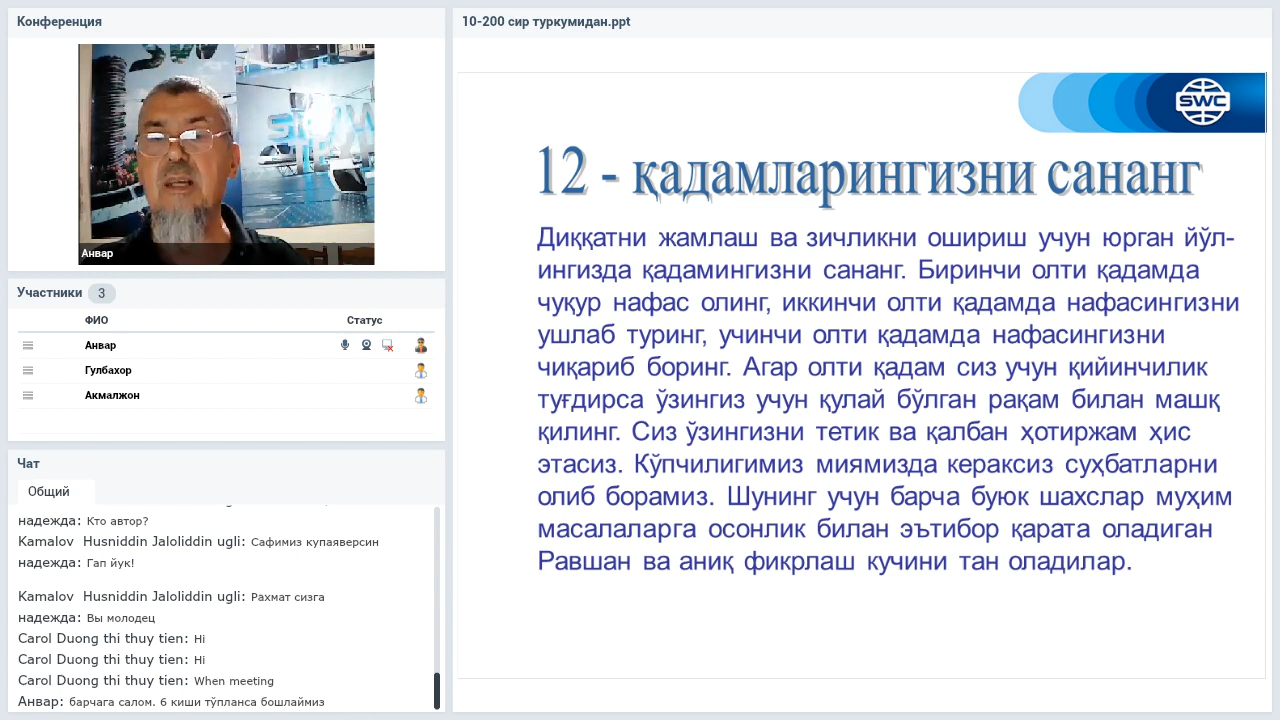 Конференция
Анвар
Участники 3
ФИО Статус
Анвар
Гулбахор
Акмалжон
Чат
Общий
надежда: Кто автор?
Kamalov Husniddin Jaloliddin ugli: Сафимиз купаяверсин
надежда: Гап йук!
Kamalov Husniddin Jaloliddin ugli: Рахмат сизга
надежда: Вы молодец
Carol Duong thi thuy tien: Hi
Carol Duong thi thuy tien: Hi
Carol Duong thi thuy tien: When meeting
Анвар: барчага салом. 6 киши тўпланса бошлаймиз
10-200 сир туркумидан.ppt
SWC
12 - қадамларингизни сананг
Диққатни жамлаш ва зичликни ошириш учун юрган йўл-
ингизда қадамингизни сананг. Биринчи олти қадамда
чуқур нафас олинг, иккинчи олти қадамда нафасингизни
ушлаб туринг, учинчи олти қадамда нафасингизни
чиқариб боринг. Агар олти қадам сиз учун қийинчилик
туғдирса ўзингиз учун қулай бўлган рақам билан машқ
қилинг. Сиз ўзингизни тетик ва қалбан ҳотиржам ҳис
этасиз. Кўпчилигимиз миямизда кераксиз суҳбатларни
олиб борамиз. Шунинг учун барча буюк шахслар муҳим
масалаларга осонлик билан эътибор қарата оладиган
Равшан ва аниқ фикрлаш кучини тан оладилар.